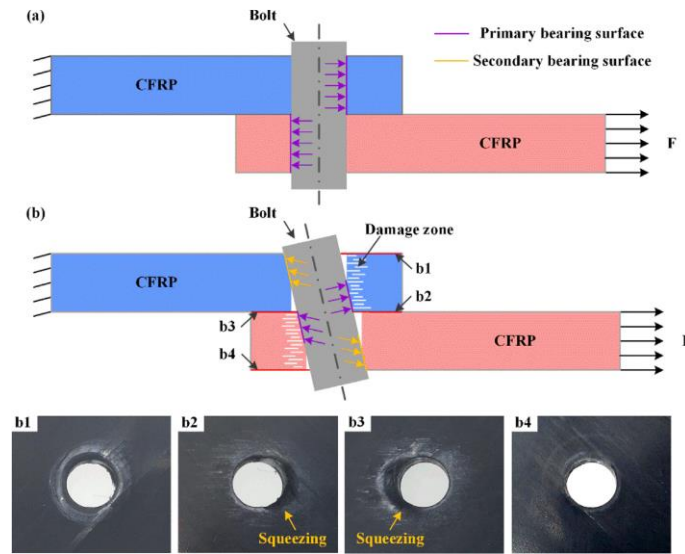 (a)
Bolt
Primary bearing surface
Secondary bearing surface
CFRP
CFRP
F
(b)
Bolt
Damage zone
CFRP
b1
b2
b3
b4
CFRP
b1
b2
b3
b4
Squeezing
Squeezing